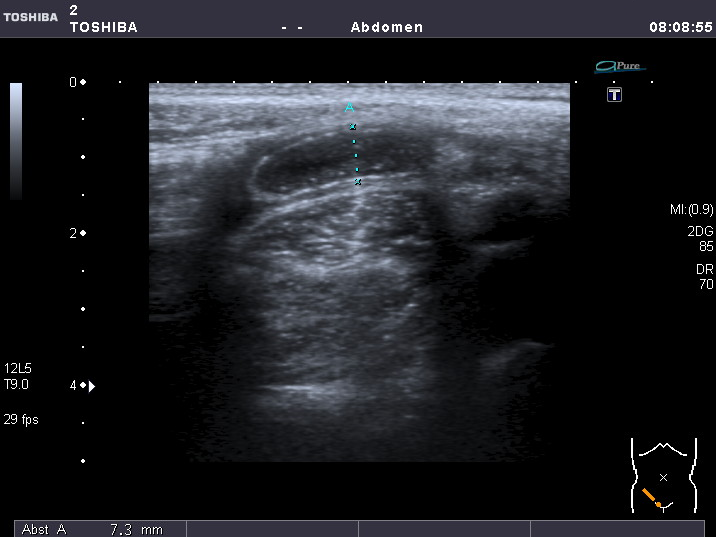 TOSHIBA
2
TOSHIBA - - Abdomen 08:08:55
aPure
T
0
A
MI:(0.9)
2DG
85
DR
70
2
12L5
T9.0
4
29 fps
Abst A 7.3 mm